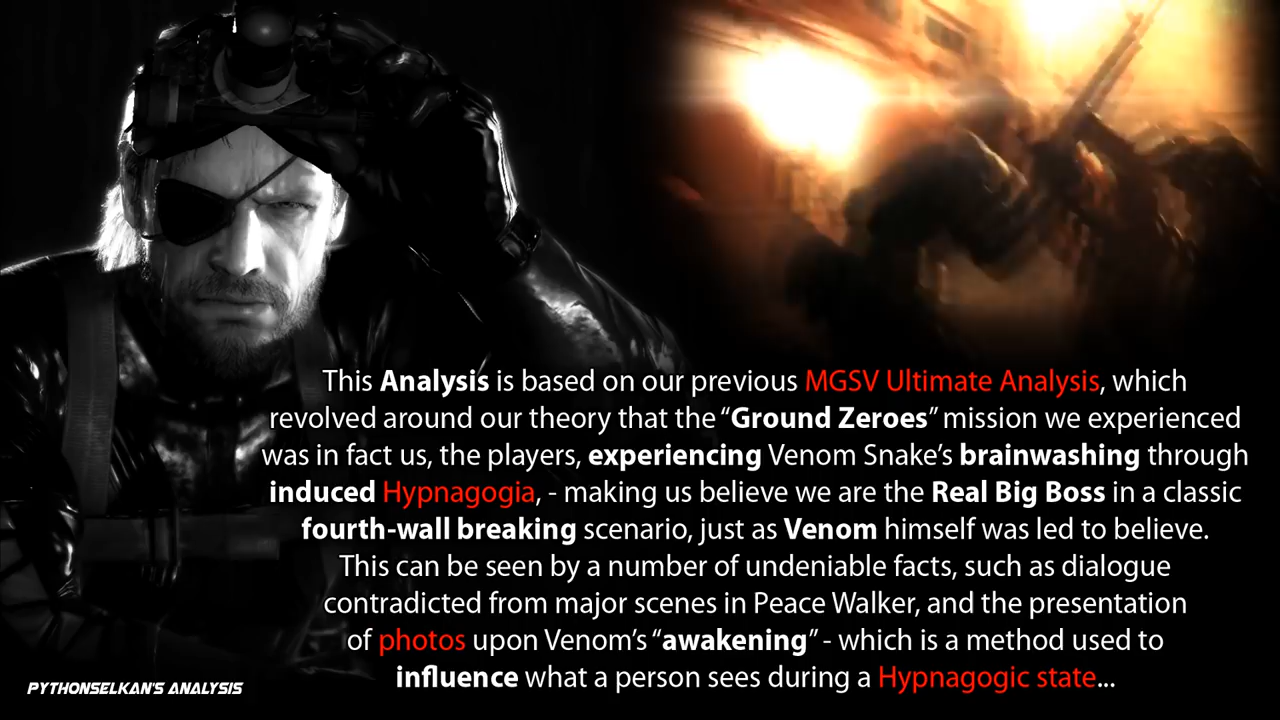 This Analysis is based on our previous MGSV Ultimate Analysis, which
revolved around our theory that the “Ground Zeroes” mission we experienced
was in fact us, the players, experiencing Venom Snake’s brainwashing through
induced Hypnagogia, - making us believe we are the Real Big Boss in a classic
fourth-wall breaking scenario, just as Venom himself was led to believe.
This can be seen by a number of undeniable facts, such as dialogue
contradicted from major scenes in Peace Walker, and the presentation
of photos upon Venom’s “awakening” - which is a method used to
influence what a person sees during a Hypnagogic state...
PYTHONSELKAN'S ANALYSIS